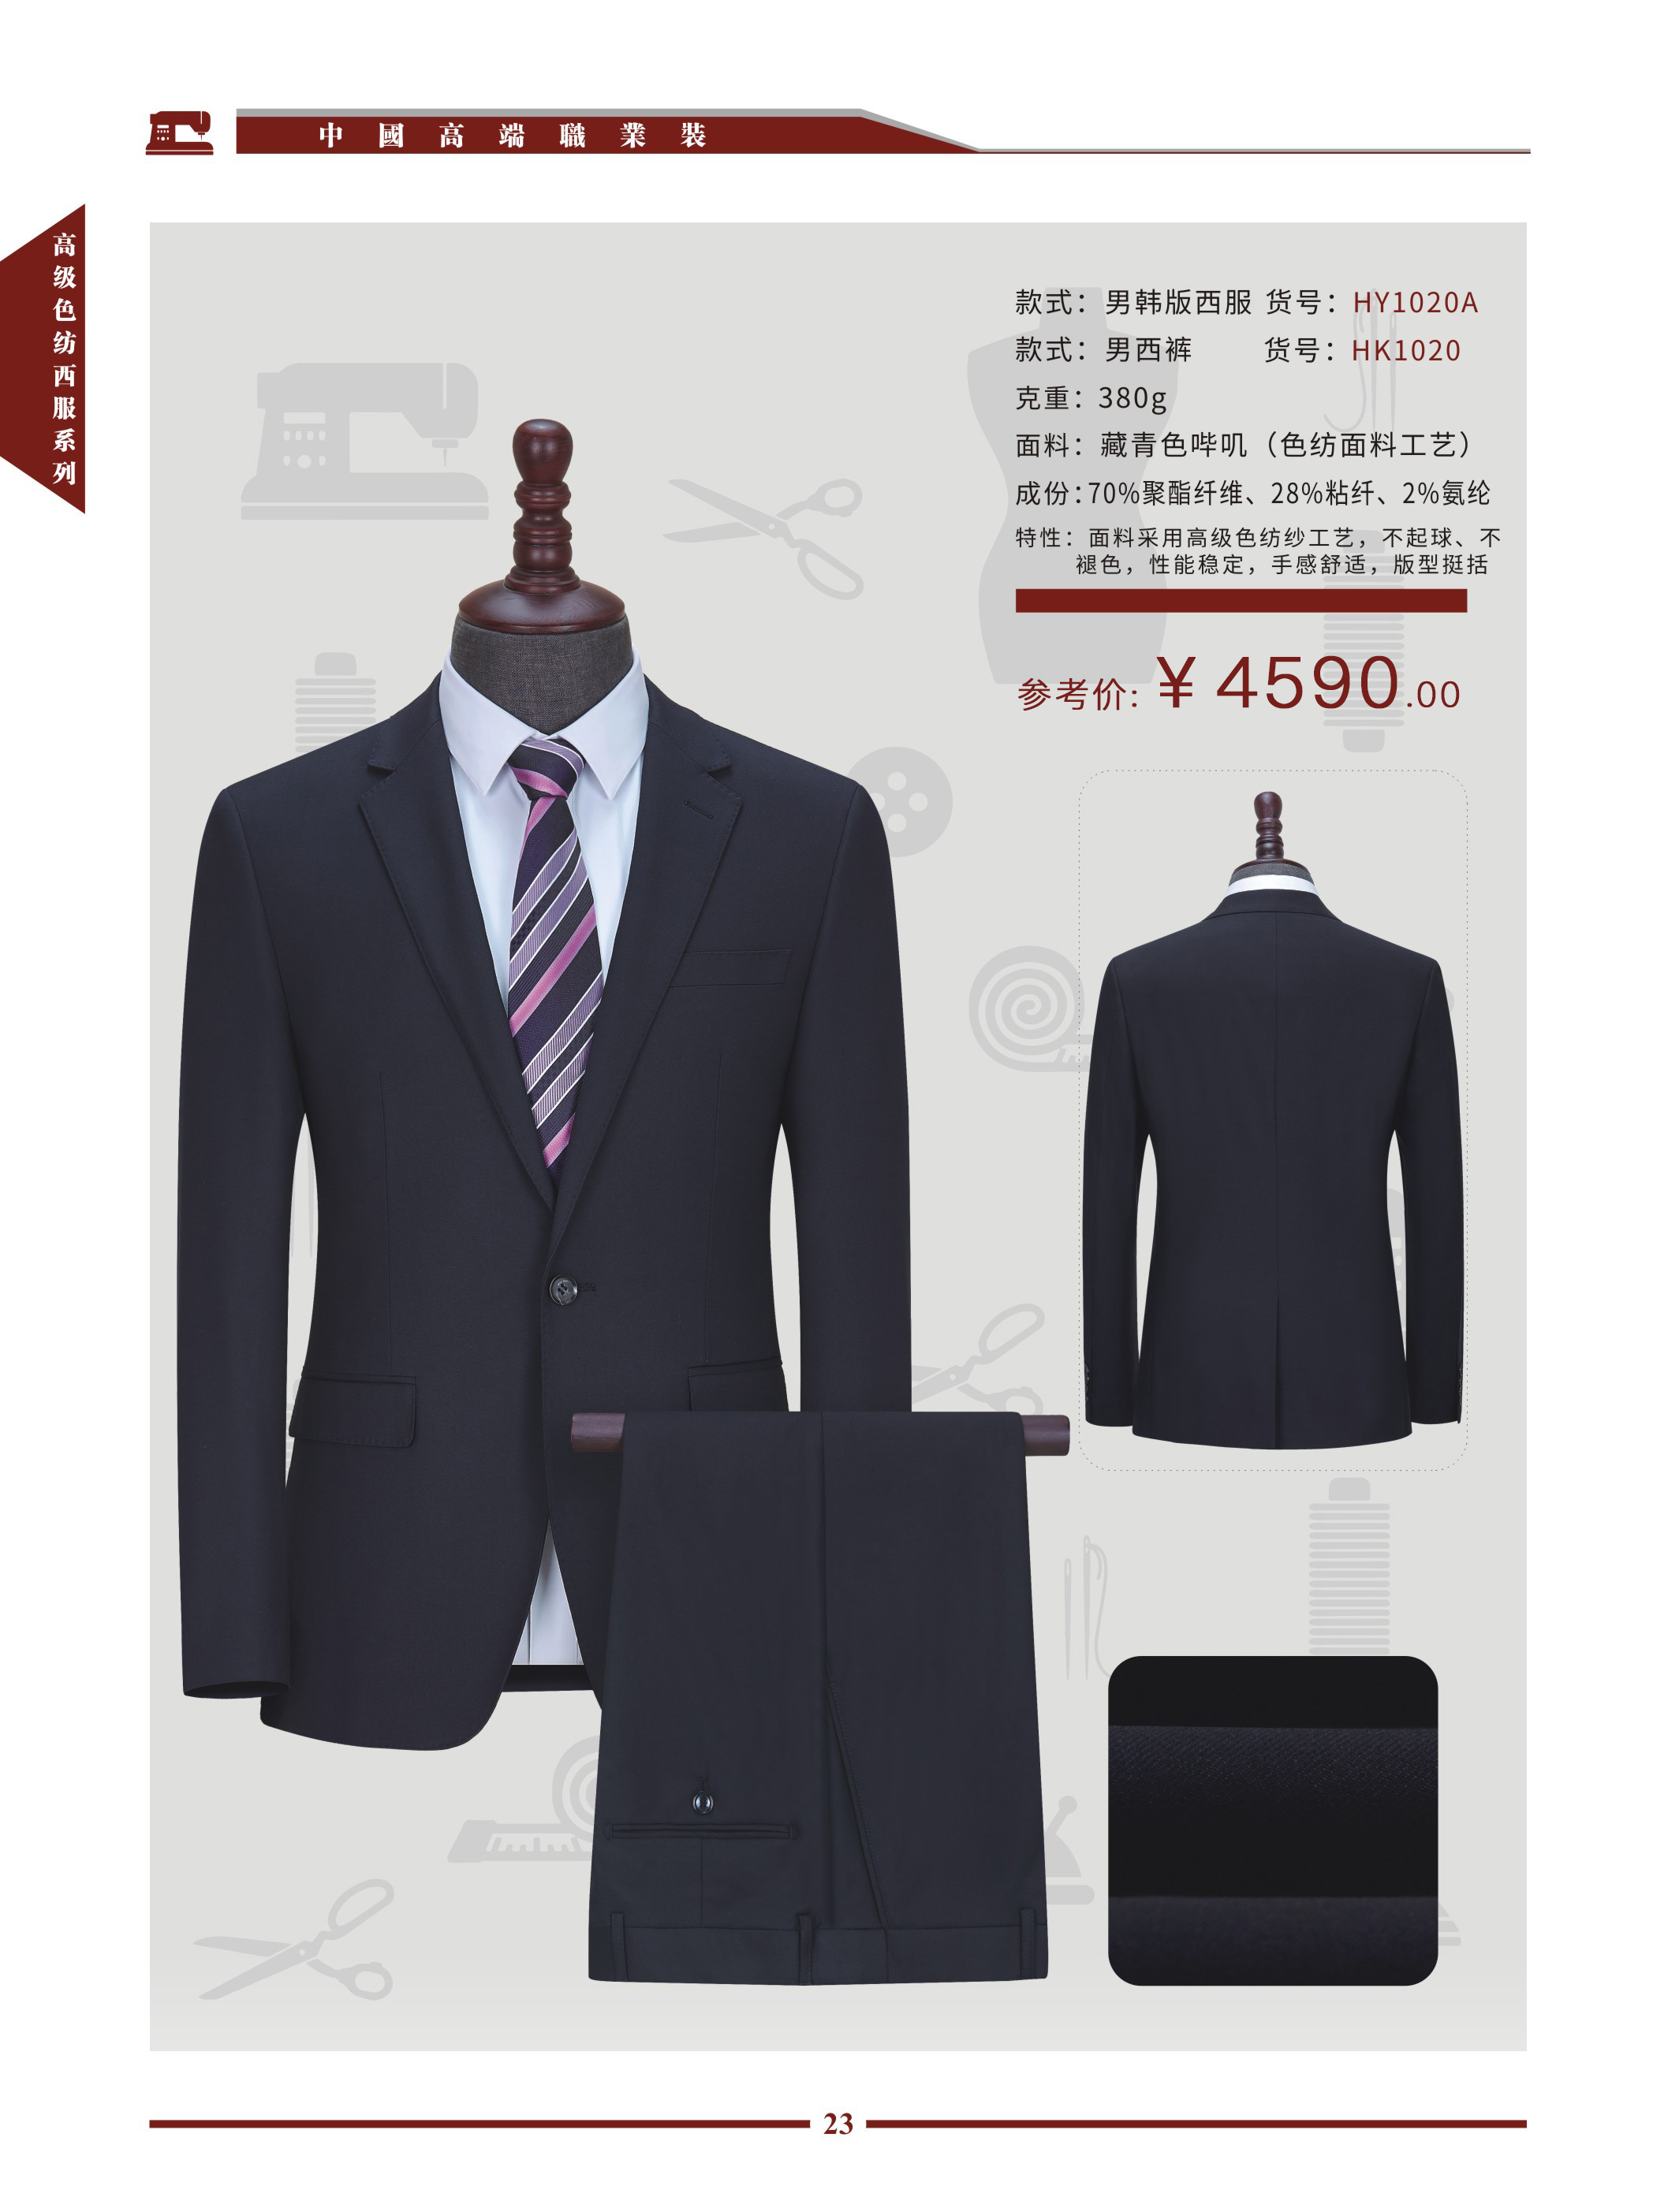 中國高端職業裝
高级色纺西服系列
款式：男韩版西服 货号：HY1020A
款式：男西裤 货号：HK1020
克重：380g
面料：藏青色哔叽（色纺面料工艺）
成份：70%聚酯纤维、28%粘纤、2%氨纶
特性：面料采用高级色纺纱工艺，不起球、不
褪色，性能稳定，手感舒适，版型挺括
参考价：¥ 4590.00
23